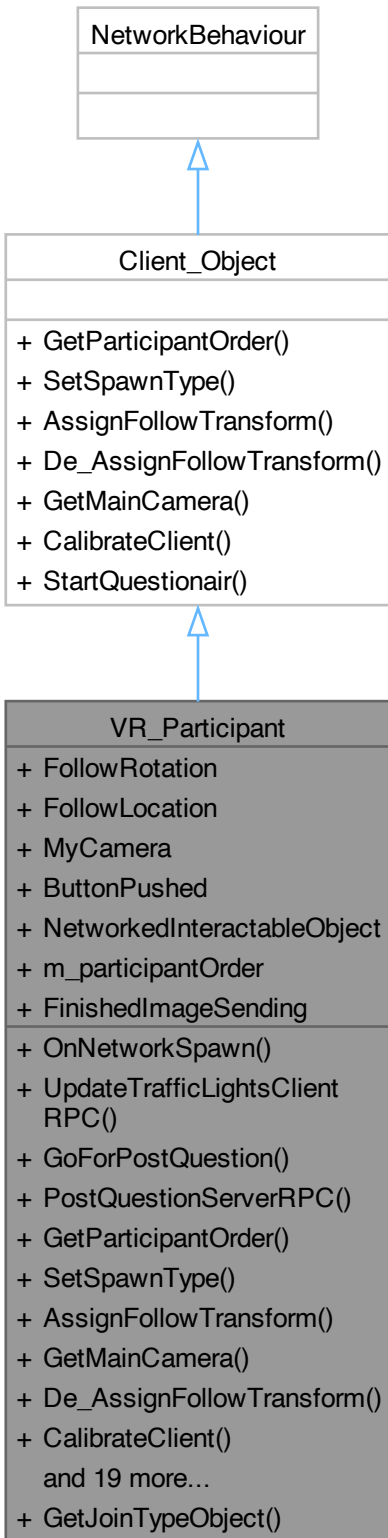 NetworkBehaviour
Client_Object
+ GetParticipantOrder()
+ SetSpawnType()
+ AssignFollowTransform()
+ De_AssignFollowTransform()
+ GetMainCamera()
+ CalibrateClient()
+ StartQuestionair()
VR_Participant
+ FollowRotation
+ FollowLocation
+ MyCamera
+ ButtonPushed
+ NetworkedInteractableObject
+ m_participantOrder
+ FinishedImageSending
+ OnNetworkSpawn()
+ UpdateTrafficLightsClient
RPC()
+ GoForPostQuestion()
+ PostQuestionServerRPC()
+ GetParticipantOrder()
+ SetSpawnType()
+ AssignFollowTransform()
+ GetMainCamera()
+ De_AssignFollowTransform()
+ CalibrateClient()
and 19 more...
+ GetJoinTypeObject()